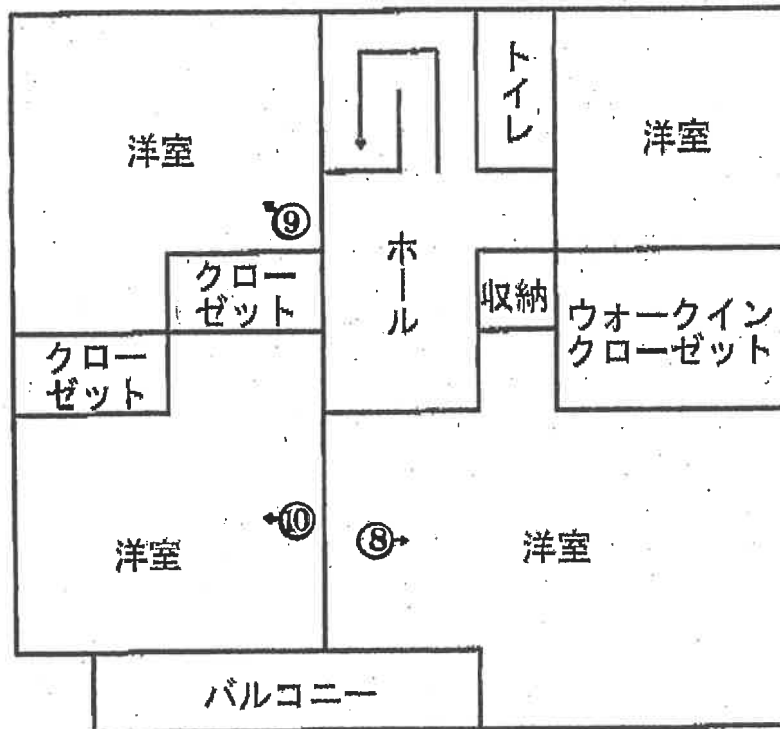 洋室
トイレ
洋室
⑨
ホール
クロー
ゼット
収納
ウォークイン
クローゼット
クロー
ゼット
洋室
⑩
⑧
洋室
バルコニー